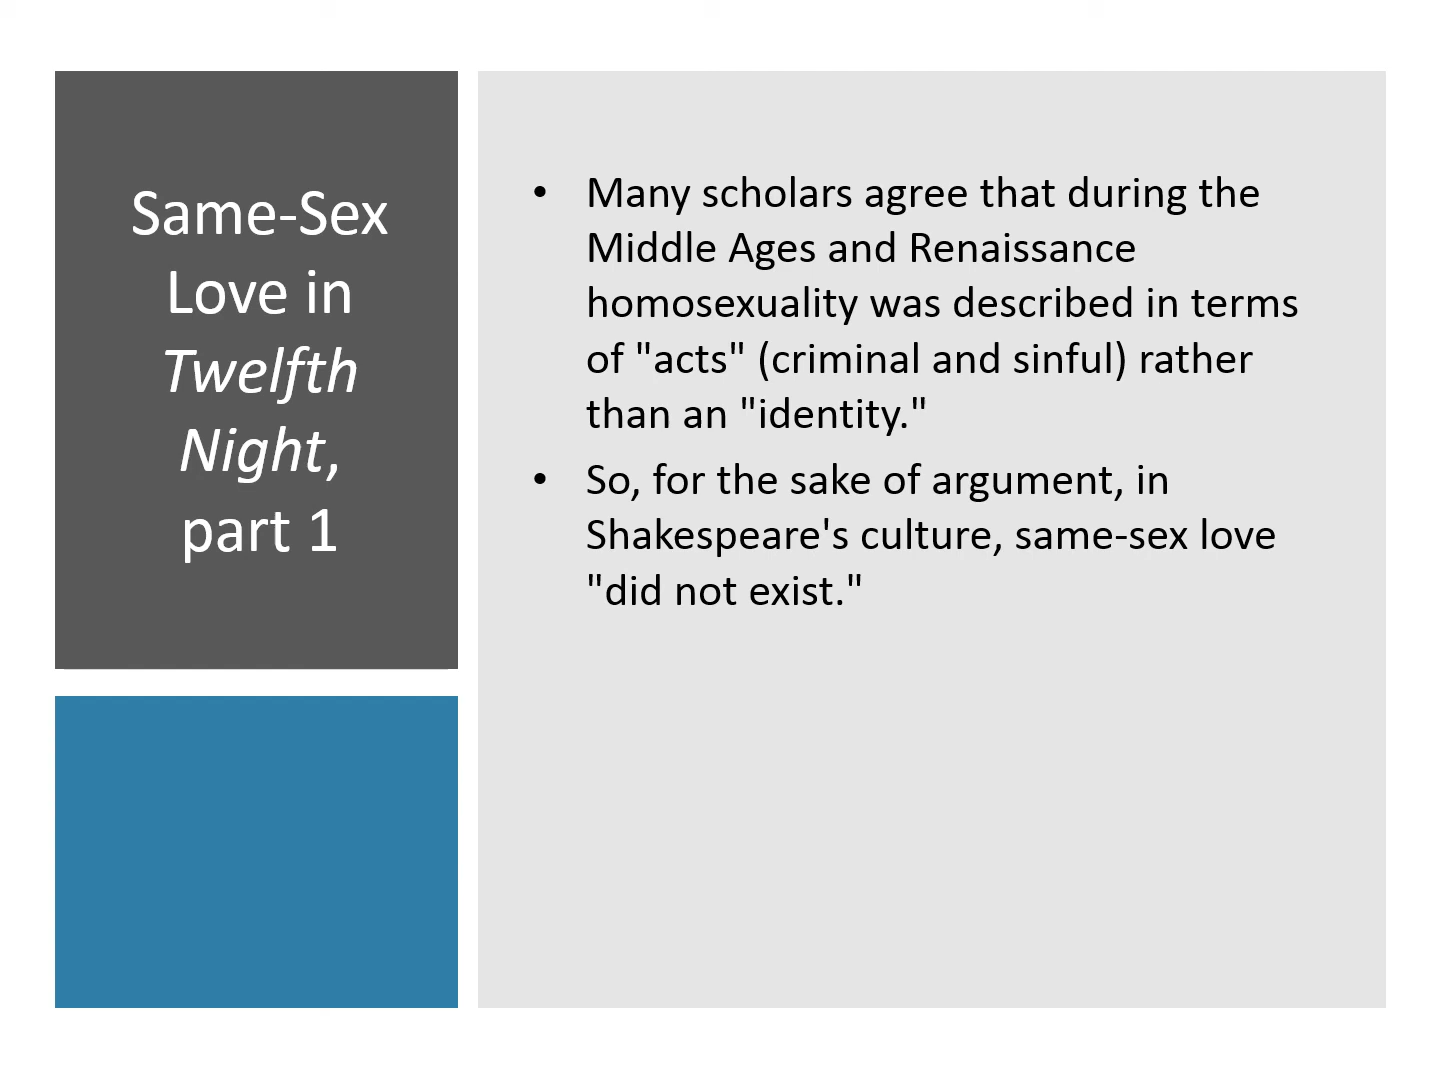 Same-Sex
Love in
Twelfth
Night,
part 1
• Many scholars agree that during the
Middle Ages and Renaissance
homosexuality was described in terms
of "acts" (criminal and sinful) rather
than an "identity."
• So, for the sake of argument, in
Shakespeare's culture, same-sex love
"did not exist."